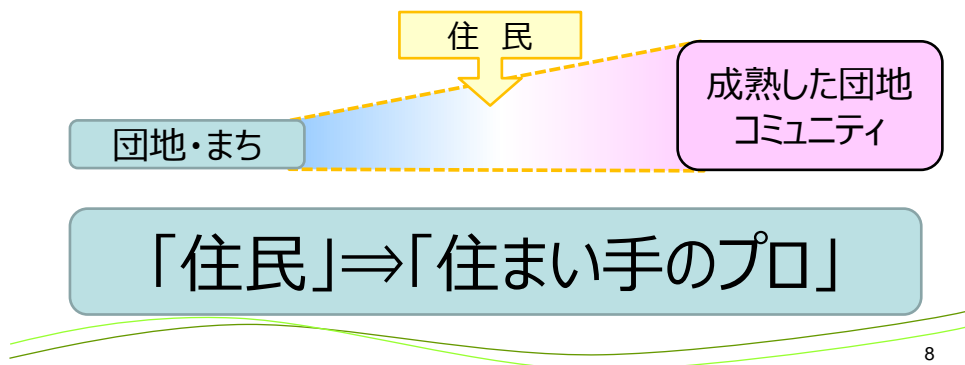 住 民
団地・まち
成熟した団地
コミュニティ
「住民」⇒「住まい手のプロ」
8